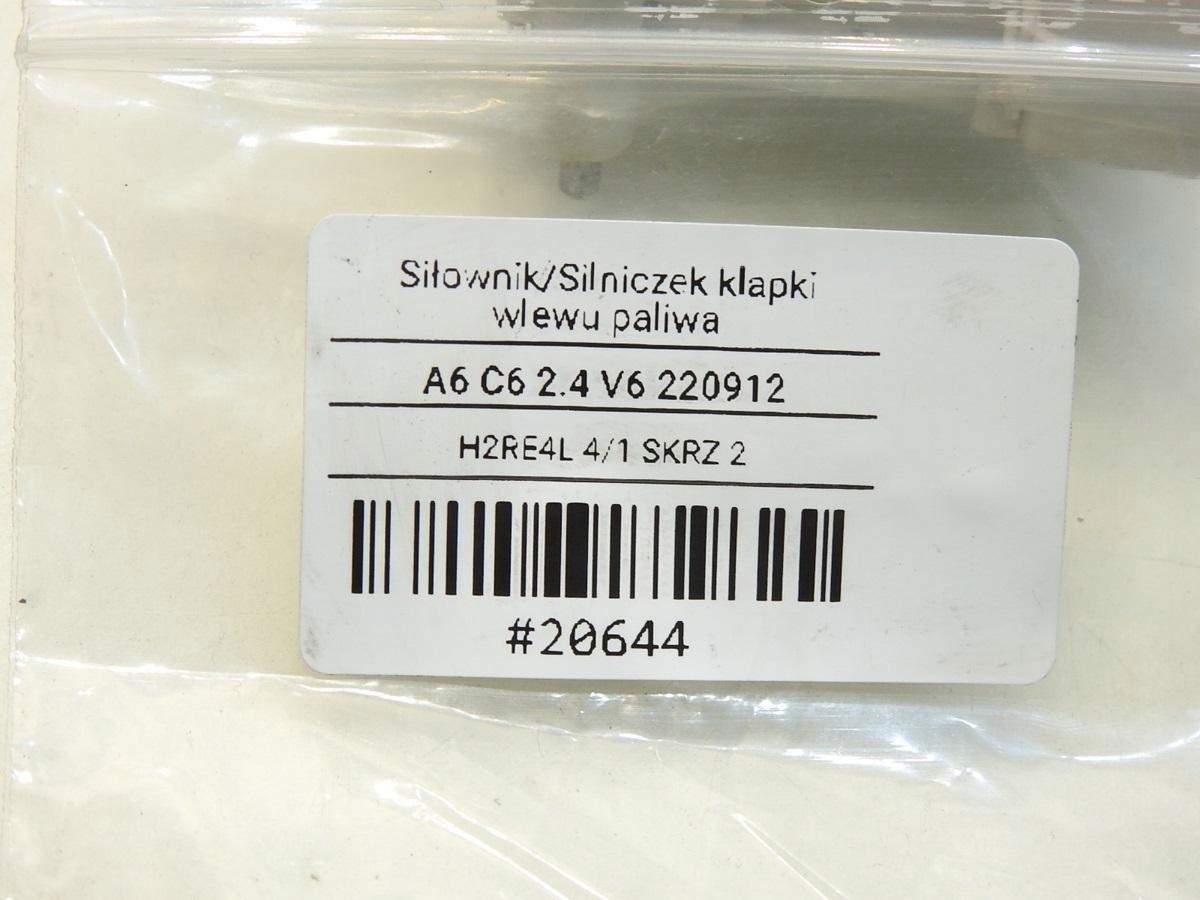 Siłownik/Silniczek klapki
wlewu paliwa
A6 C6 2.4 V6 220912
H2RE4L 4/1 SKRZ 2
#20644